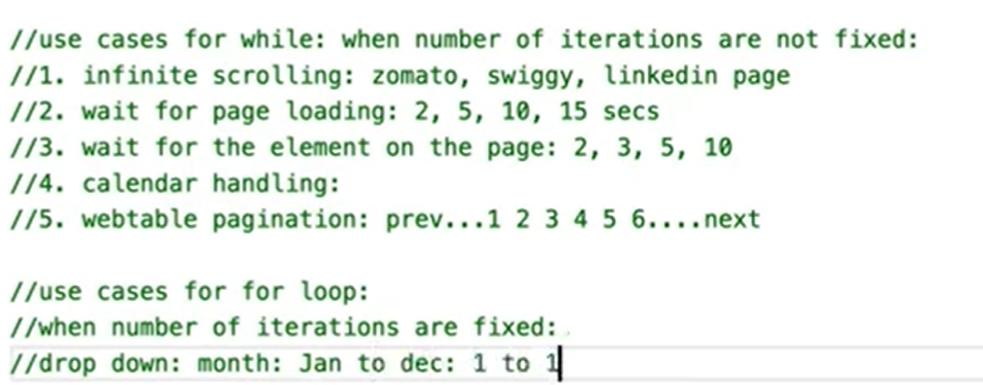 //use cases for while: when number of iterations are not fixed:
//1. infinite scrolling: zomato, swiggy, linkedin page
//2. wait for page loading: 2, 5, 10, 15 secs
//3. wait for the element on the page: 2, 3, 5, 10
//4. calendar handling:
//5. webtable pagination: prev...1 2 3 4 5 6....next
//use cases for for loop:
//when number of iterations are fixed:
//drop down: month: Jan to dec: 1 to 1